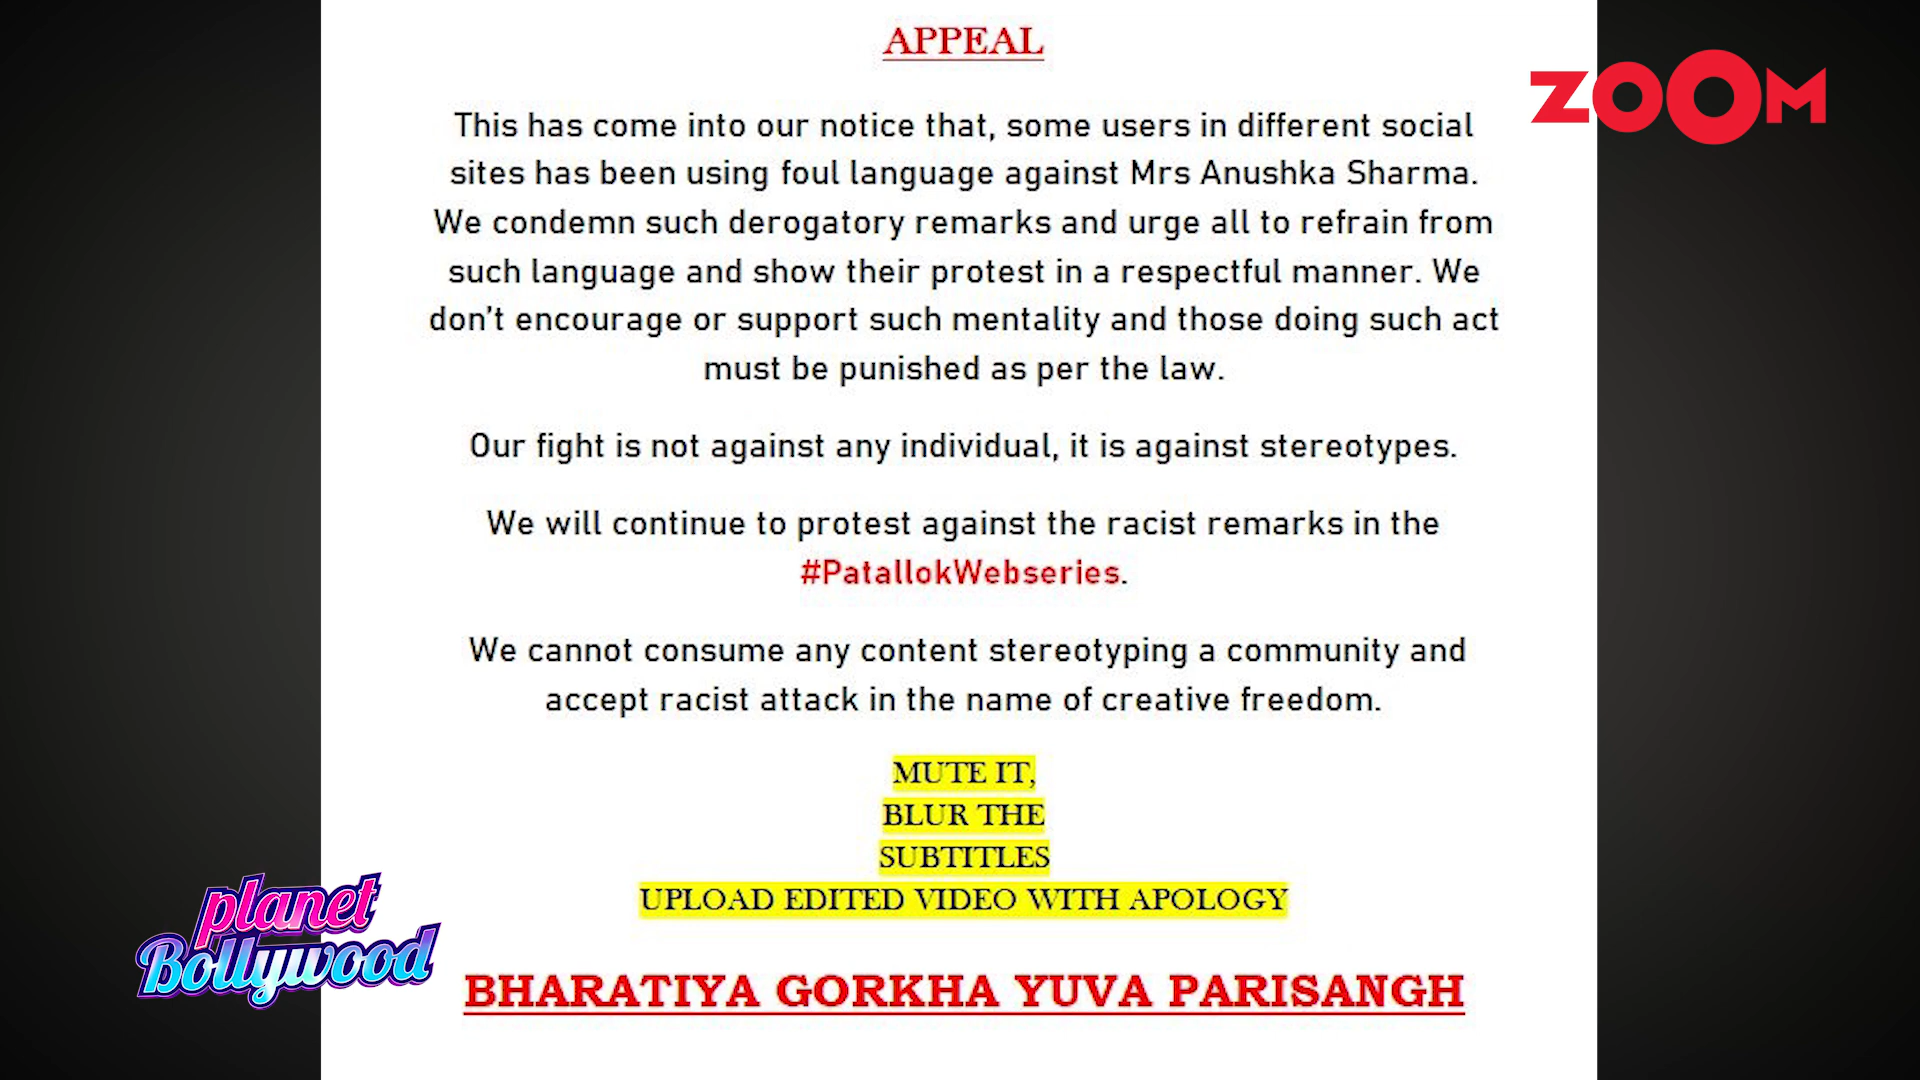 APPEAL
ZOOM
This has come into our notice that, some users in different social
sites has been using foul language against Mrs Anushka Sharma.
We condemn such derogatory remarks and urge all to refrain from
such language and show their protest in a respectful manner. We
don't encourage or support such mentality and those doing such act
must be punished as per the law.
Our fight is not against any individual, it is against stereotypes.
We will continue to protest against the racist remarks in the
#PatallokWebseries.
We cannot consume any content stereotyping a community and
accept racist attack in the name of creative freedom.
MUTE IT,
BLUR THE
SUBTITLES
UPLOAD EDITED VIDEO WITH APOLOGY
planet
Bollywood
BHARATIYA GORKHA YUVA PARISANGH